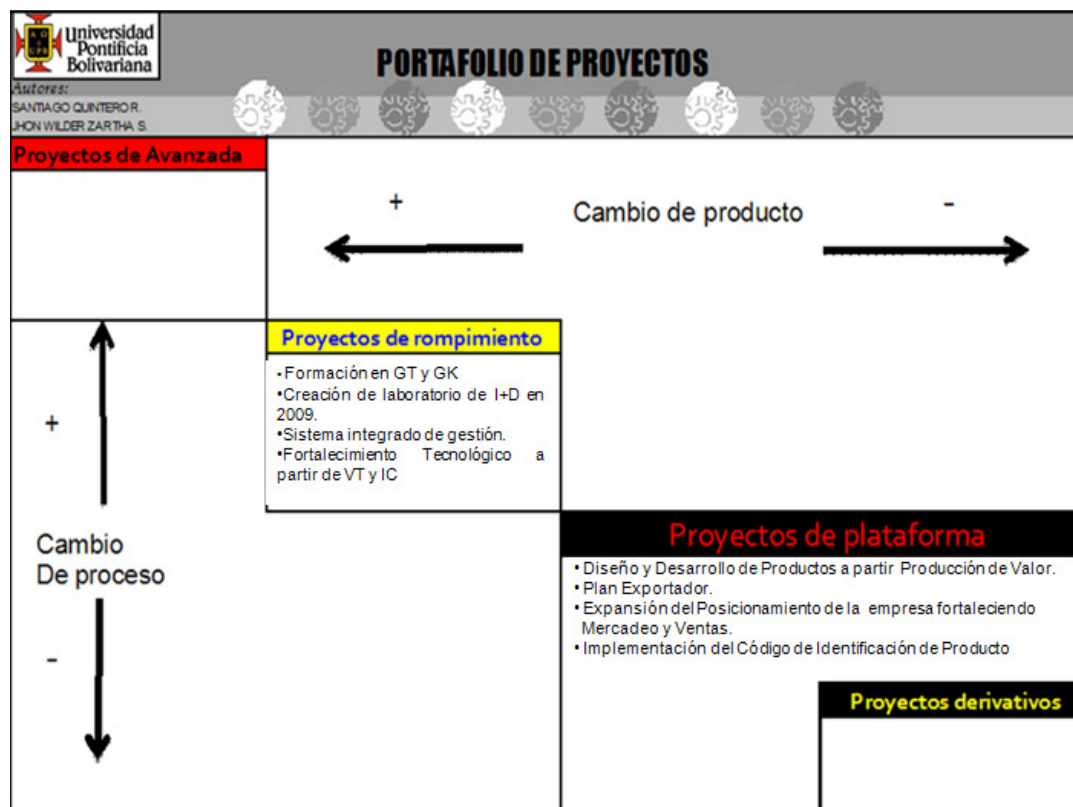 Universidad
Pontificia
Bolivariana
PORTAFOLIO DE PROYECTOS
Autores:
SANTIAGO QUINTERO R.
JHON WILDER ZARTHA S.
Proyectos de Avanzada
+
Cambio de producto
-
Proyectos de rompimiento
•Formación en GT y GK
•Creación de laboratorio de I+D en
2009.
•Sistema integrado de gestión.
•Fortalecimiento Tecnológico a
partir de VT y IC
+
Cambio
De proceso
-
Proyectos de plataforma
• Diseño y Desarrollo de Productos a partir Producción de Valor.
• Plan Exportador.
• Expansión del Posicionamiento de la empresa fortaleciendo
Mercadeo y Ventas.
• Implementación del Código de Identificación de Producto
Proyectos derivativos